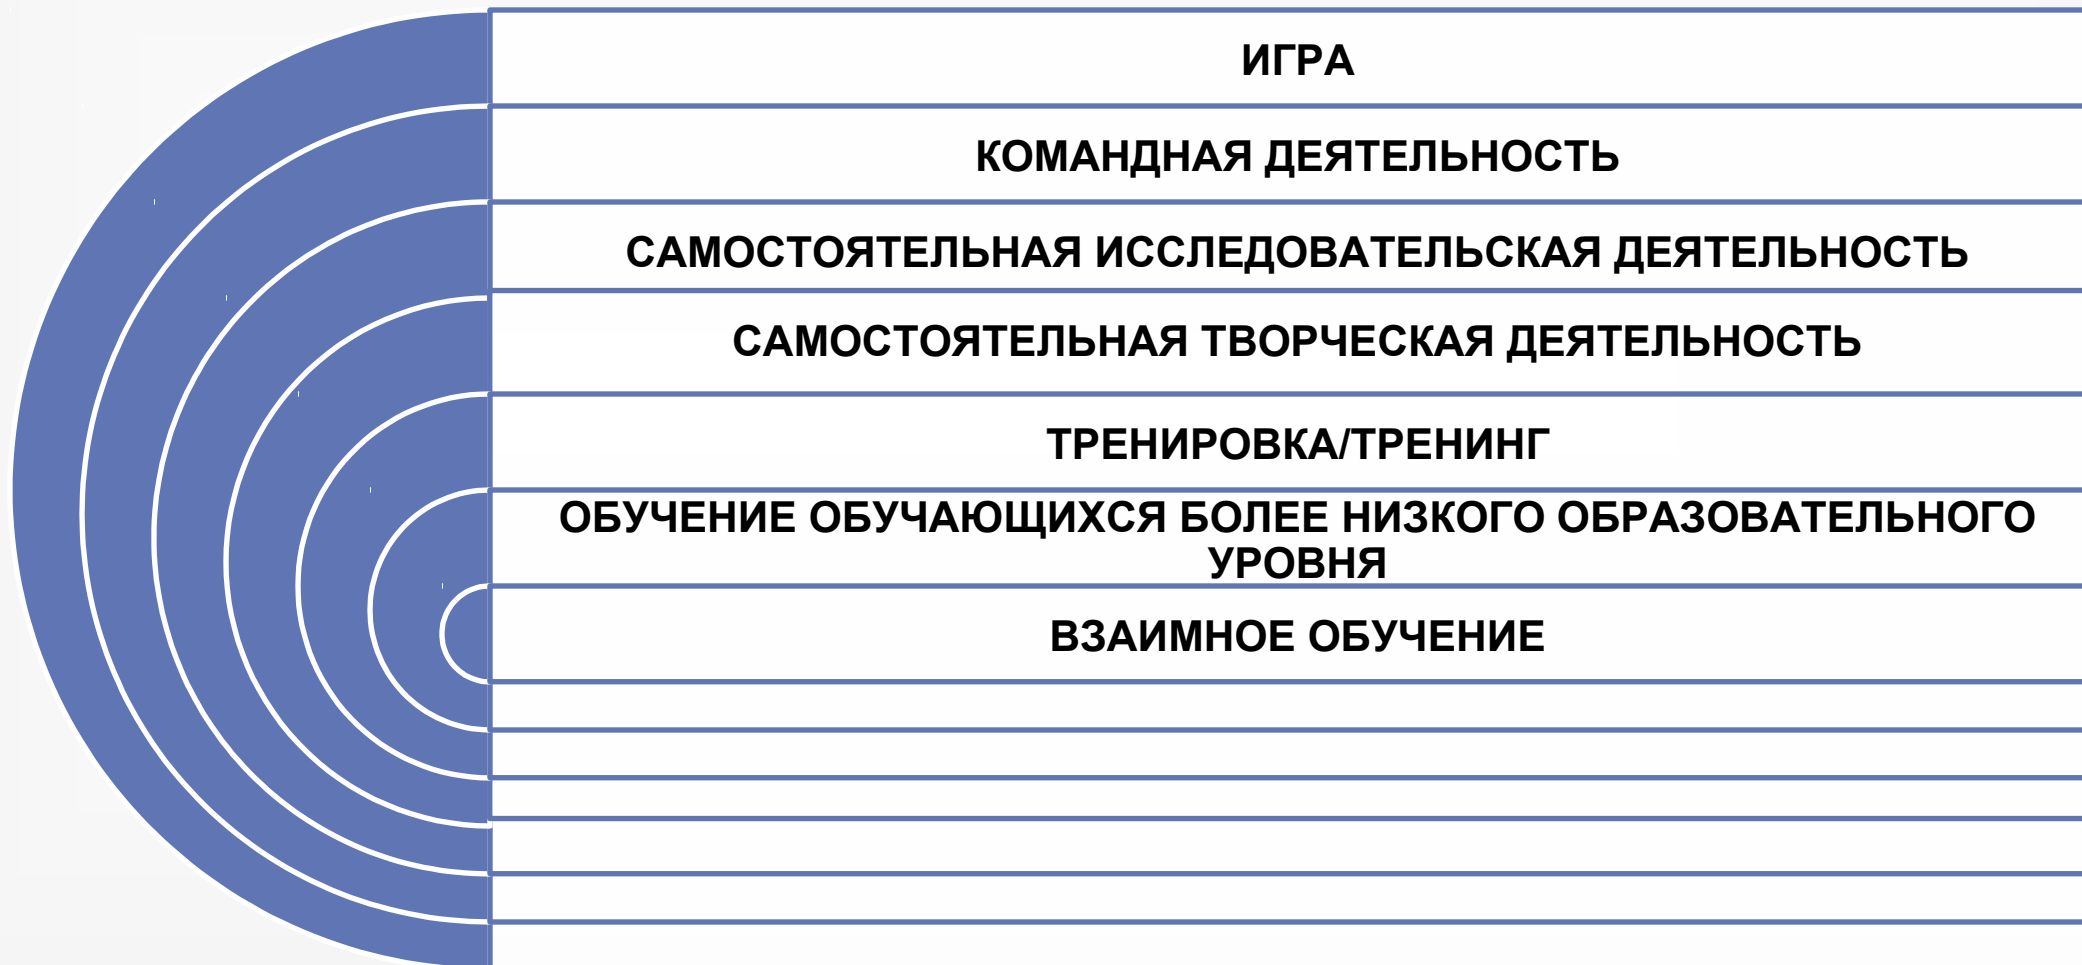 ИГРА
КОМАНДНАЯ ДЕЯТЕЛЬНОСТЬ
САМОСТОЯТЕЛЬНАЯ ИССЛЕДОВАТЕЛЬСКАЯ ДЕЯТЕЛЬНОСТЬ
САМОСТОЯТЕЛЬНАЯ ТВОРЧЕСКАЯ ДЕЯТЕЛЬНОСТЬ
ТРЕНИРОВКА/ТРЕНИНГ
ОБУЧЕНИЕ ОБУЧАЮЩИХСЯ БОЛЕЕ НИЗКОГО ОБРАЗОВАТЕЛЬНОГО
УРОВНЯ
ВЗАИМНОЕ ОБУЧЕНИЕ